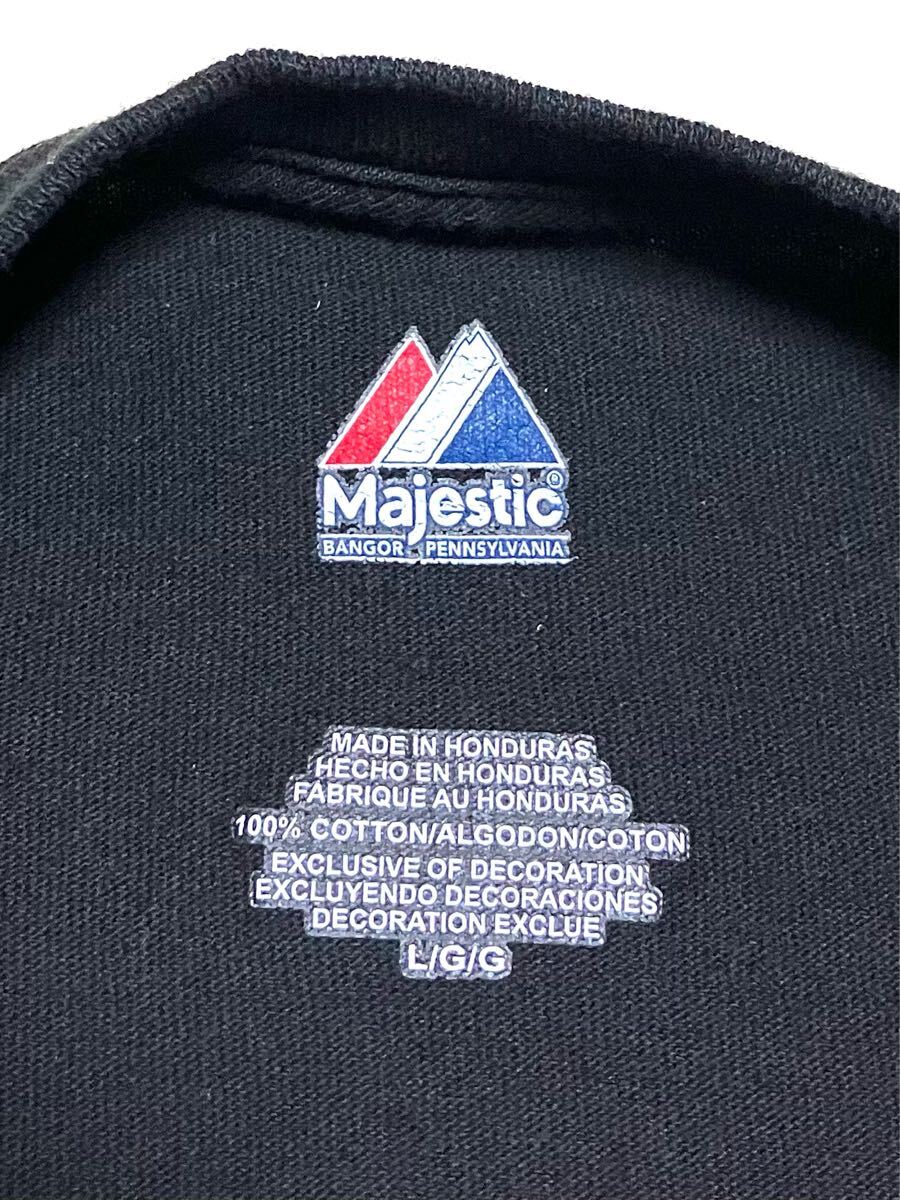 Majestic®
BANGOR PENNSYLVANIA
MADE IN HONDURAS
HECHO EN HONDURAS
FABRIQUE AU HONDURAS
100% COTTON/ALGODON/COTON
EXCLUSIVE OF DECORATION
EXCLUYENDO DECORACIONES
DECORATION EXCLUE
L/G/G